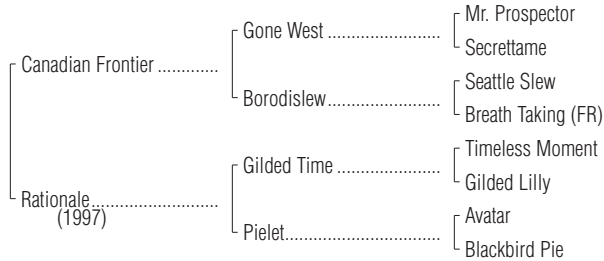 Mr. Prospector
Gone West ......................
Secrettame
Canadian Frontier .............
Seattle Slew
Borodislew.......................
Breath Taking (FR)
Timeless Moment
Gilded Time ....................
Gilded Lilly
Rationale...........................
(1997)
Avatar
Pielet................................
Blackbird Pie